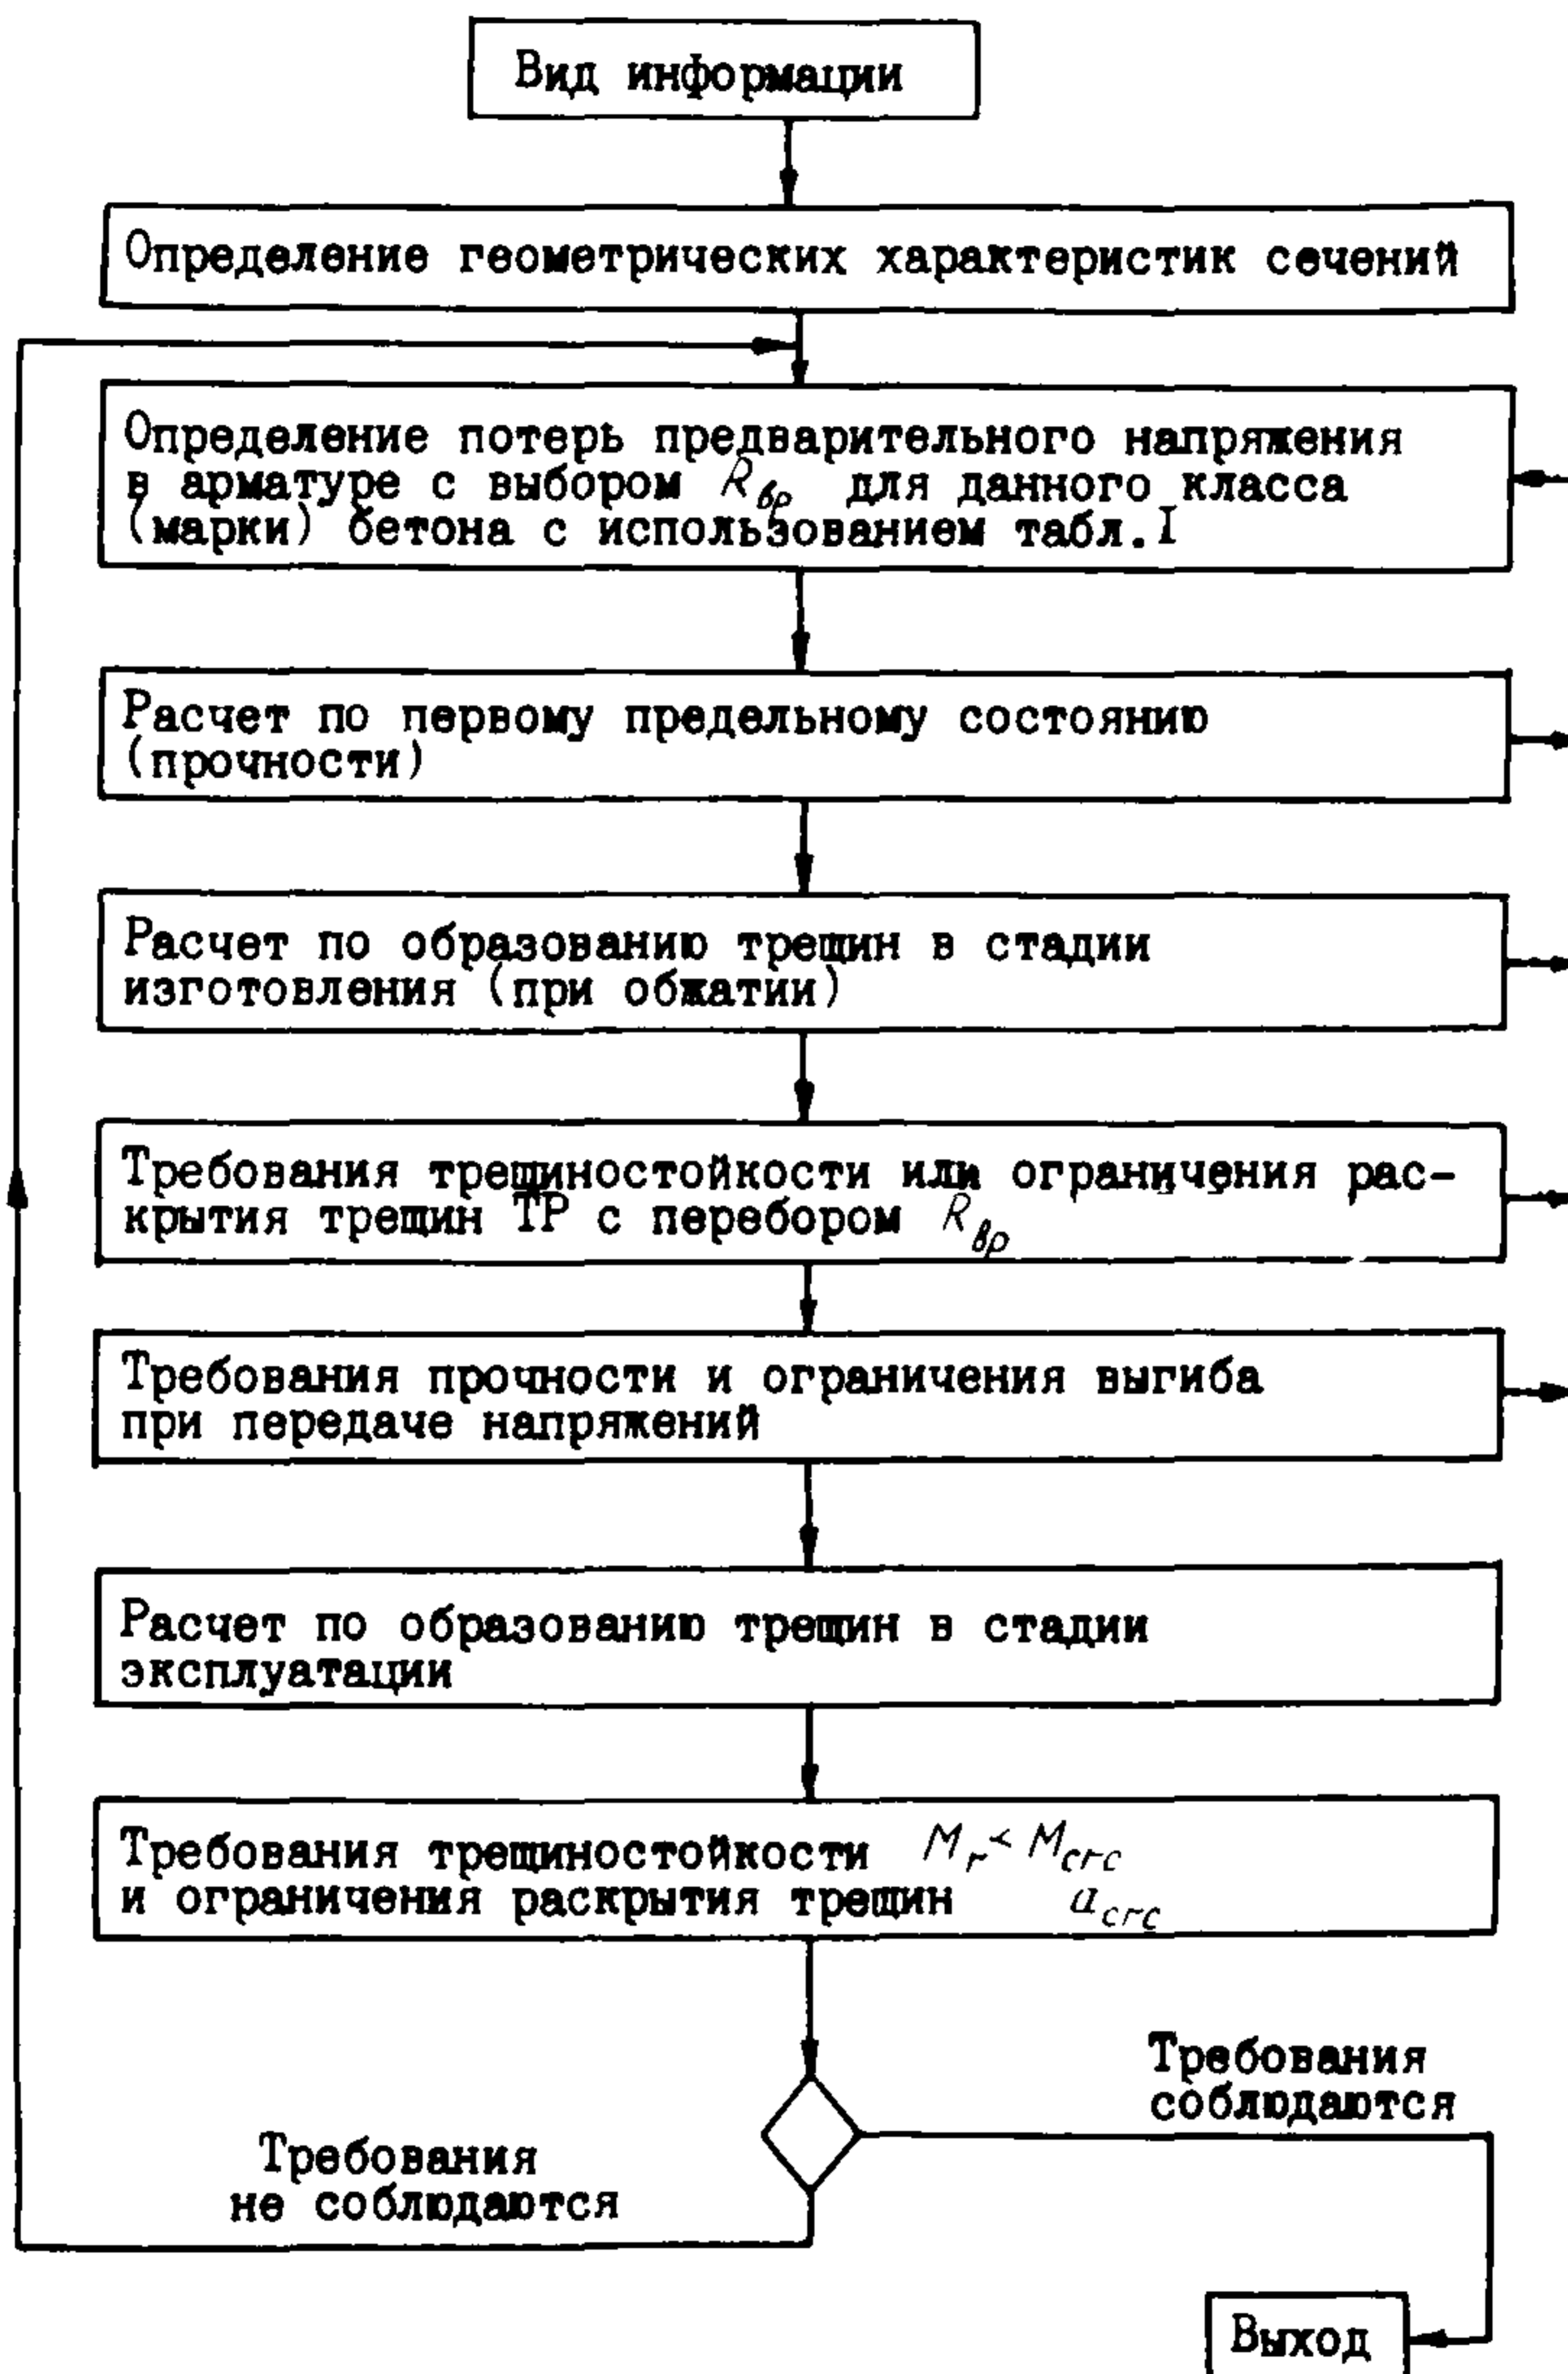 Вид информации
Определение геометрических характеристик сечений
Определение потерь предварительного напряжения
в арматуре с выбором R_вр для данного класса
(марки) бетона с использованием табл.I
Расчет по первому предельному состоянию
(прочности)
Расчет по образованию трещин в стадии
изготовления (при обжатии)
Требования трещиностойкости или ограничения рас-
крытия трещин ТР с перебором R_вр
Требования прочности и ограничения выгиба
при передаче напряжений
Расчет по образованию трещин в стадии
эксплуатации
Требования трещиностойкости M_r < M_crc
и ограничения раскрытия трещин a_crc
Требования
соблюдаются
Требования
не соблюдаются
Выход